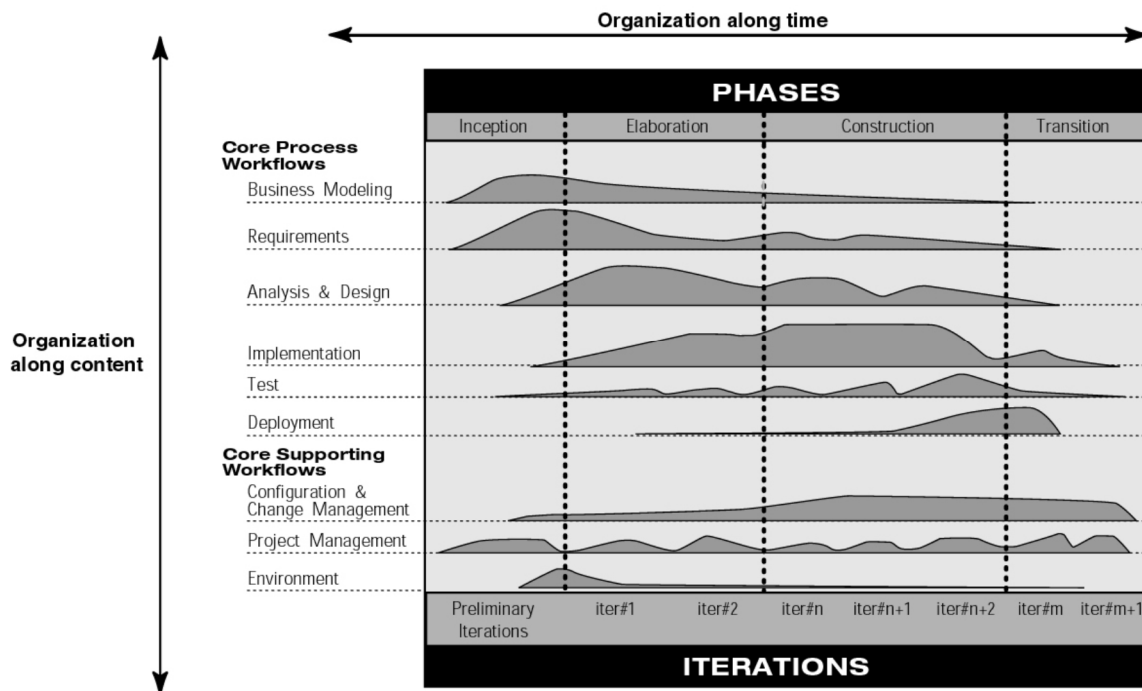 Organization along time
PHASES
Inception Elaboration Construction Transition
Core Process
Workflows
Business Modeling
Requirements
Analysis & Design
Organization
along content
Implementation
Test
Deployment
Core Supporting
Workflows
Configuration &
Change Management
Project Management
Environment
Preliminary
Iterations
iter#1 iter#2 iter#n iter#n+1 iter#n+2 iter#m iter#m+1
ITERATIONS